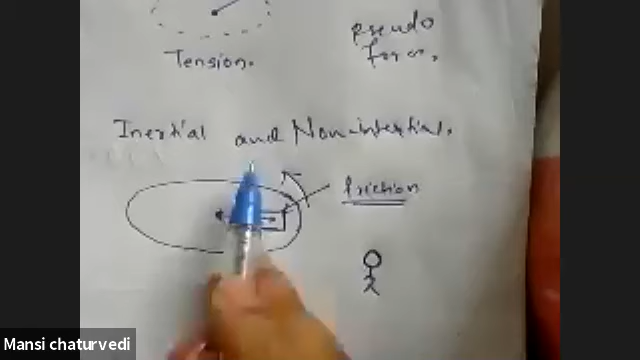 Tension.
pseudo
force.
Inertial and Non-inertial.
friction
Mansi chaturvedi